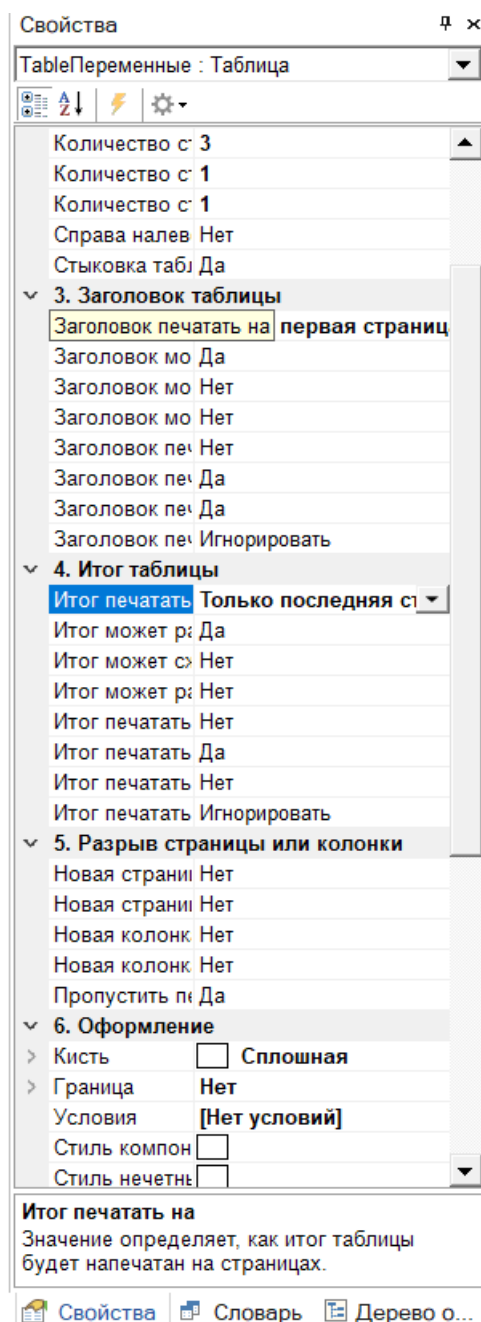 Свойства
TableПеременные : Таблица
Количество ст 3
Количество ст 1
Количество ст 1
Справа налев Нет
Стыковка табл Да
3. Заголовок таблицы
Заголовок печатать на первая страниц
Заголовок мо Да
Заголовок мо Нет
Заголовок мо Нет
Заголовок печ Нет
Заголовок печ Да
Заголовок печ Да
Заголовок печ Игнорировать
4. Итог таблицы
Итог печатать Только последняя ст
Итог может ра Да
Итог может сж Нет
Итог может ра Нет
Итог печатать Нет
Итог печатать Да
Итог печатать Нет
Итог печатать Игнорировать
5. Разрыв страницы или колонки
Новая страни Нет
Новая страни Нет
Новая колонк Нет
Новая колонк Нет
Пропустить пе Да
6. Оформление
Кисть Сплошная
Граница Нет
Условия [Нет условий]
Стиль компон
Стиль нечетнь
Итог печатать на
Значение определяет, как итог таблицы
будет напечатан на страницах.
Свойства Словарь Дерево о...